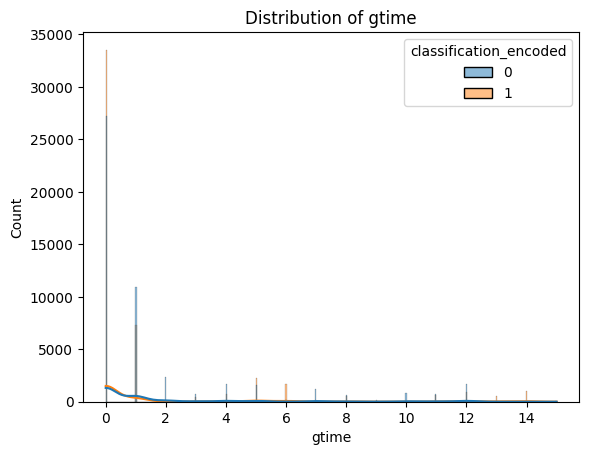 Distribution of gtime
classification_encoded
0
1
Count
35000
30000
25000
20000
15000
10000
5000
0
0 2 4 6 8 10 12 14
gtime